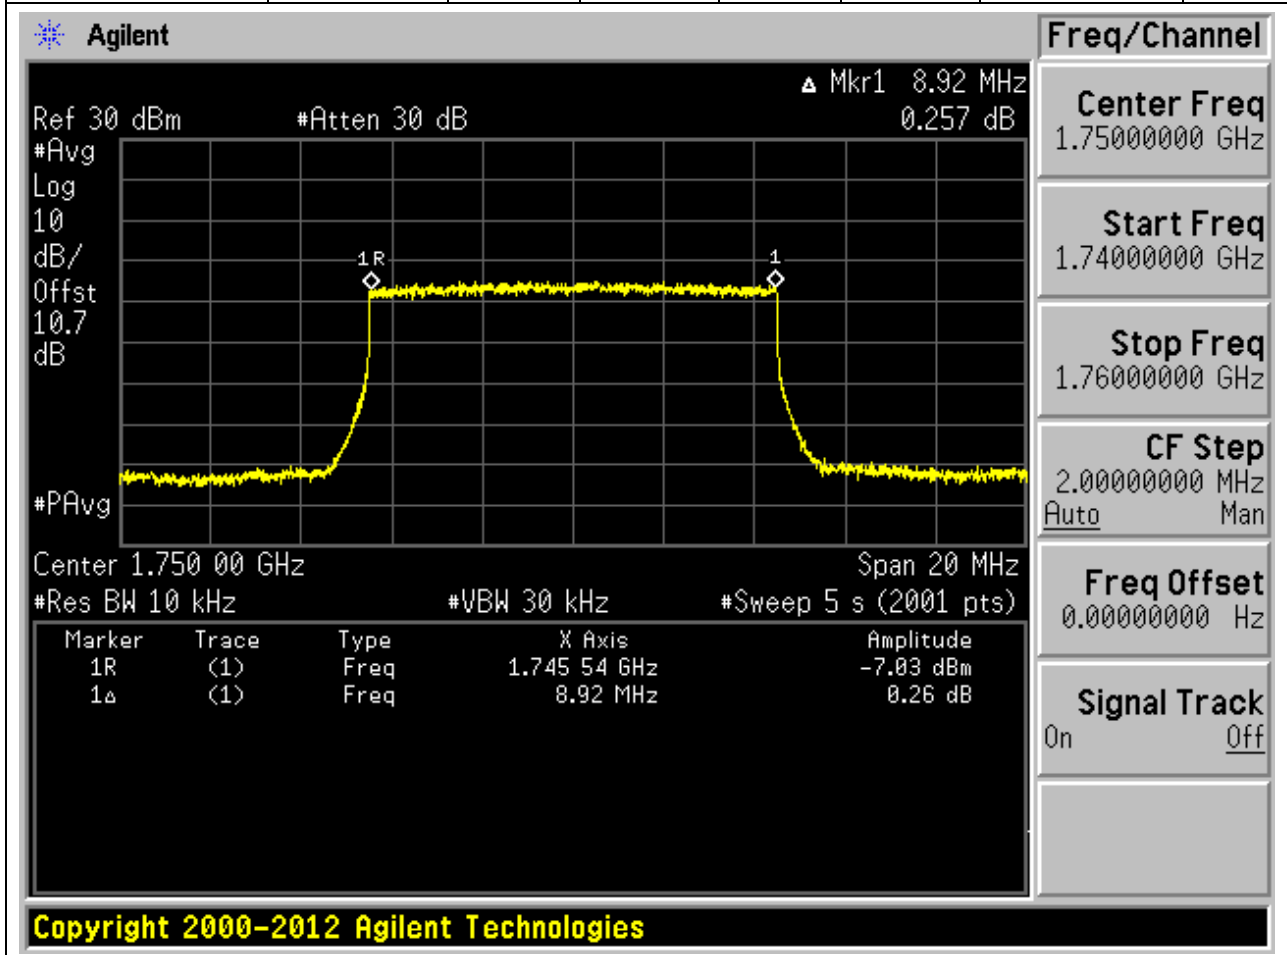 Agilent
Freq/Channel
▵ Mkr1 8.92 MHz
Ref 30 dBm #Atten 30 dB 0.257 dB
#Avg
Log
10
dB/
Offst
10.7
dB
1R 1
#PAvg
Center 1.750 00 GHz Span 20 MHz
#Res BW 10 kHz #VBW 30 kHz #Sweep 5 s (2001 pts)
Marker Trace Type X Axis Amplitude
1R (1) Freq 1.745 54 GHz -7.03 dBm
1▵ (1) Freq 8.92 MHz 0.26 dB
Center Freq
1.75000000 GHz
Start Freq
1.74000000 GHz
Stop Freq
1.76000000 GHz
CF Step
2.00000000 MHz
Auto Man
Freq Offset
0.00000000 Hz
Signal Track
On Off
Copyright 2000-2012 Agilent Technologies